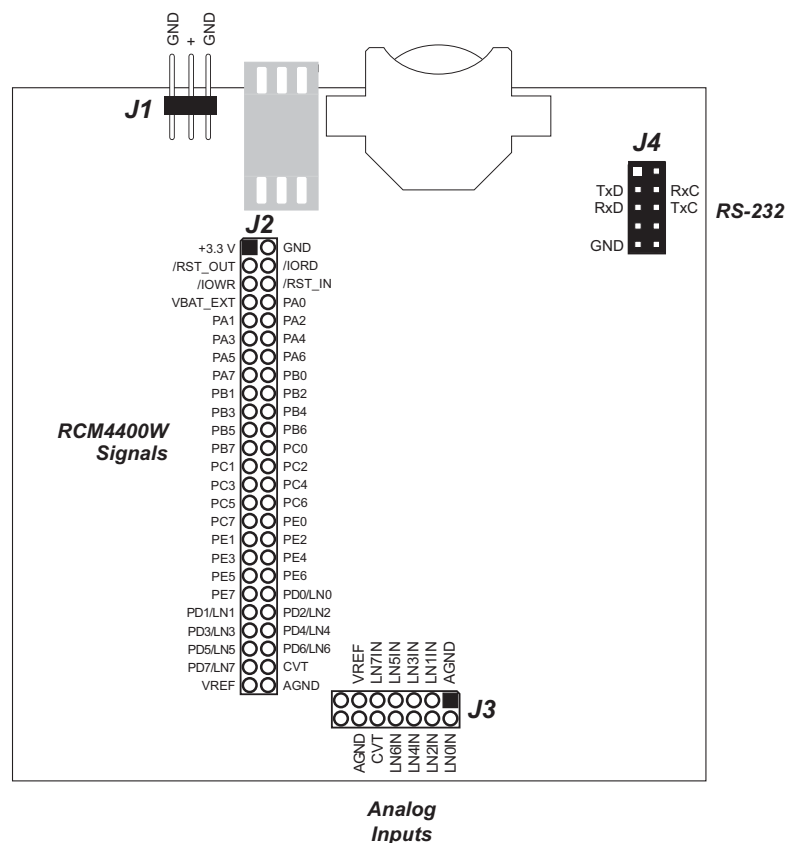 GND + GND
J1
J4
TxD RxC
RxD TxC
GND
RS-232
J2
+3.3 V GND
/RST_OUT /IORD
/IOWR /RST_IN
VBAT_EXT PA0
PA1 PA2
PA3 PA4
PA5 PA6
PA7 PB0
PB1 PB2
PB3 PB4
PB5 PB6
PB7 PC0
PC1 PC2
PC3 PC4
PC5 PC6
PC7 PE0
PE1 PE2
PE3 PE4
PE5 PE6
PE7 PD0/LN0
PD1/LN1 PD2/LN2
PD3/LN3 PD4/LN4
PD5/LN5 PD6/LN6
PD7/LN7 CVT
VREF AGND
RCM4400W
Signals
VREF LN7IN LN5IN LN3IN LN1IN AGND
J3
AGND CVT LN6IN LN4IN LN2IN LN0IN
Analog
Inputs